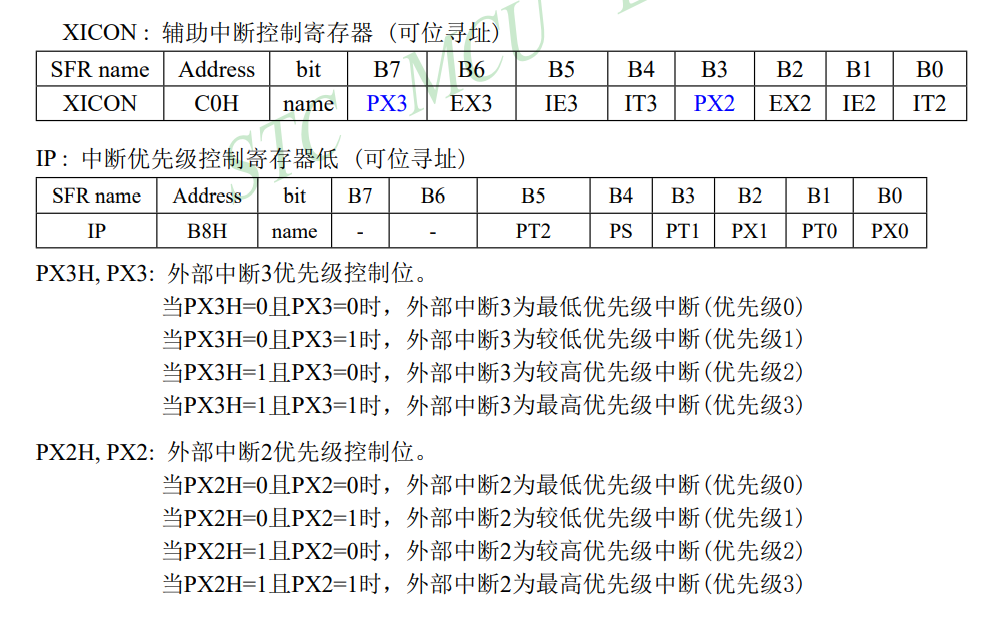 XICON : 辅助中断控制寄存器 (可位寻址)
SFR name Address bit B7 B6 B5 B4 B3 B2 B1 B0
XICON C0H name PX3 EX3 IE3 IT3 PX2 EX2 IE2 IT2
IP : 中断优先级控制寄存器低 (可位寻址)
SFR name Address bit B7 B6 B5 B4 B3 B2 B1 B0
IP B8H name - - PT2 PS PT1 PX1 PT0 PX0
PX3H, PX3: 外部中断3优先级控制位。
当PX3H=0且PX3=0时，外部中断3为最低优先级中断(优先级0)
当PX3H=0且PX3=1时，外部中断3为较低优先级中断(优先级1)
当PX3H=1且PX3=0时，外部中断3为较高优先级中断(优先级2)
当PX3H=1且PX3=1时，外部中断3为最高优先级中断(优先级3)
PX2H, PX2: 外部中断2优先级控制位。
当PX2H=0且PX2=0时，外部中断2为最低优先级中断(优先级0)
当PX2H=0且PX2=1时，外部中断2为较低优先级中断(优先级1)
当PX2H=1且PX2=0时，外部中断2为较高优先级中断(优先级2)
当PX2H=1且PX2=1时，外部中断2为最高优先级中断(优先级3)
STC MCU